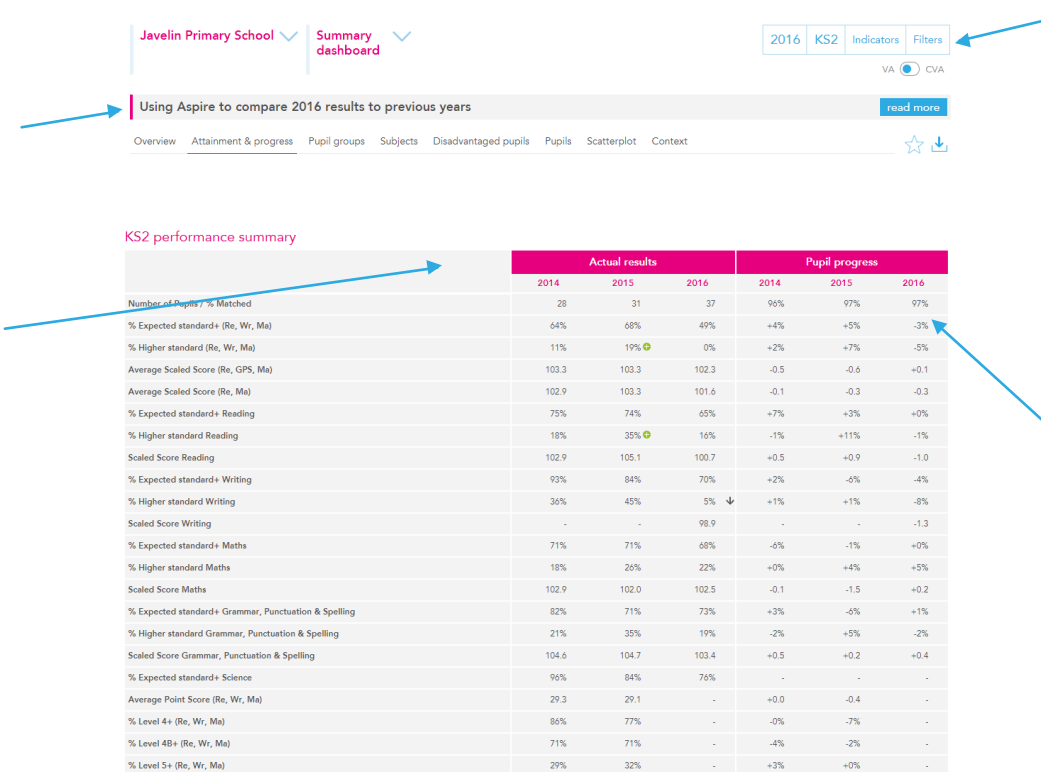 Javelin Primary School Summary 2016 KS2 Indicators Filters
dashboard
VA CVA
Using Aspire to compare 2016 results to previous years read more
Overview Attainment & progress Pupil groups Subjects Disadvantaged pupils Pupils Scatterplot Context
KS2 performance summary
Actual results Pupil progress
2014 2015 2016 2014 2015 2016
Number of Pupils / % Matched 28 31 37 96% 97% 97%
% Expected standard+ (Re, Wr, Ma) 64% 68% 49% +4% +5% -3%
% Higher standard (Re, Wr, Ma) 11% 19% 0% +2% +7% -5%
Average Scaled Score (Re, GPS, Ma) 103.3 103.3 102.3 -0.5 -0.6 +0.1
Average Scaled Score (Re, Ma) 102.9 103.3 101.6 -0.1 -0.3 -0.3
% Expected standard+ Reading 75% 74% 65% +7% +3% +0%
% Higher standard Reading 18% 35% 16% -1% +11% -1%
Scaled Score Reading 102.9 105.1 100.7 +0.5 +0.9 -1.0
% Expected standard+ Writing 93% 84% 70% +2% -6% -4%
% Higher standard Writing 36% 45% 5% +1% +1% -8%
Scaled Score Writing - - 98.9 - - -1.3
% Expected standard+ Maths 71% 71% 68% -6% -1% +0%
% Higher standard Maths 18% 26% 22% +0% +4% +5%
Scaled Score Maths 102.9 102.0 102.5 -0.1 -1.5 +0.2
% Expected standard+ Grammar, Punctuation & Spelling 82% 71% 73% +3% -6% +1%
% Higher standard Grammar, Punctuation & Spelling 21% 35% 19% -2% +5% -2%
Scaled Score Grammar, Punctuation & Spelling 104.6 104.7 103.4 +0.5 +0.2 +0.4
% Expected standard+ Science 96% 84% 76% - - -
Average Point Score (Re, Wr, Ma) 29.3 29.1 - +0.0 -0.4 -
% Level 4+ (Re, Wr, Ma) 86% 77% - -0% -7% -
% Level 4B+ (Re, Wr, Ma) 71% 71% - -4% -2% -
% Level 5+ (Re, Wr, Ma) 29% 32% - +3% +0% -